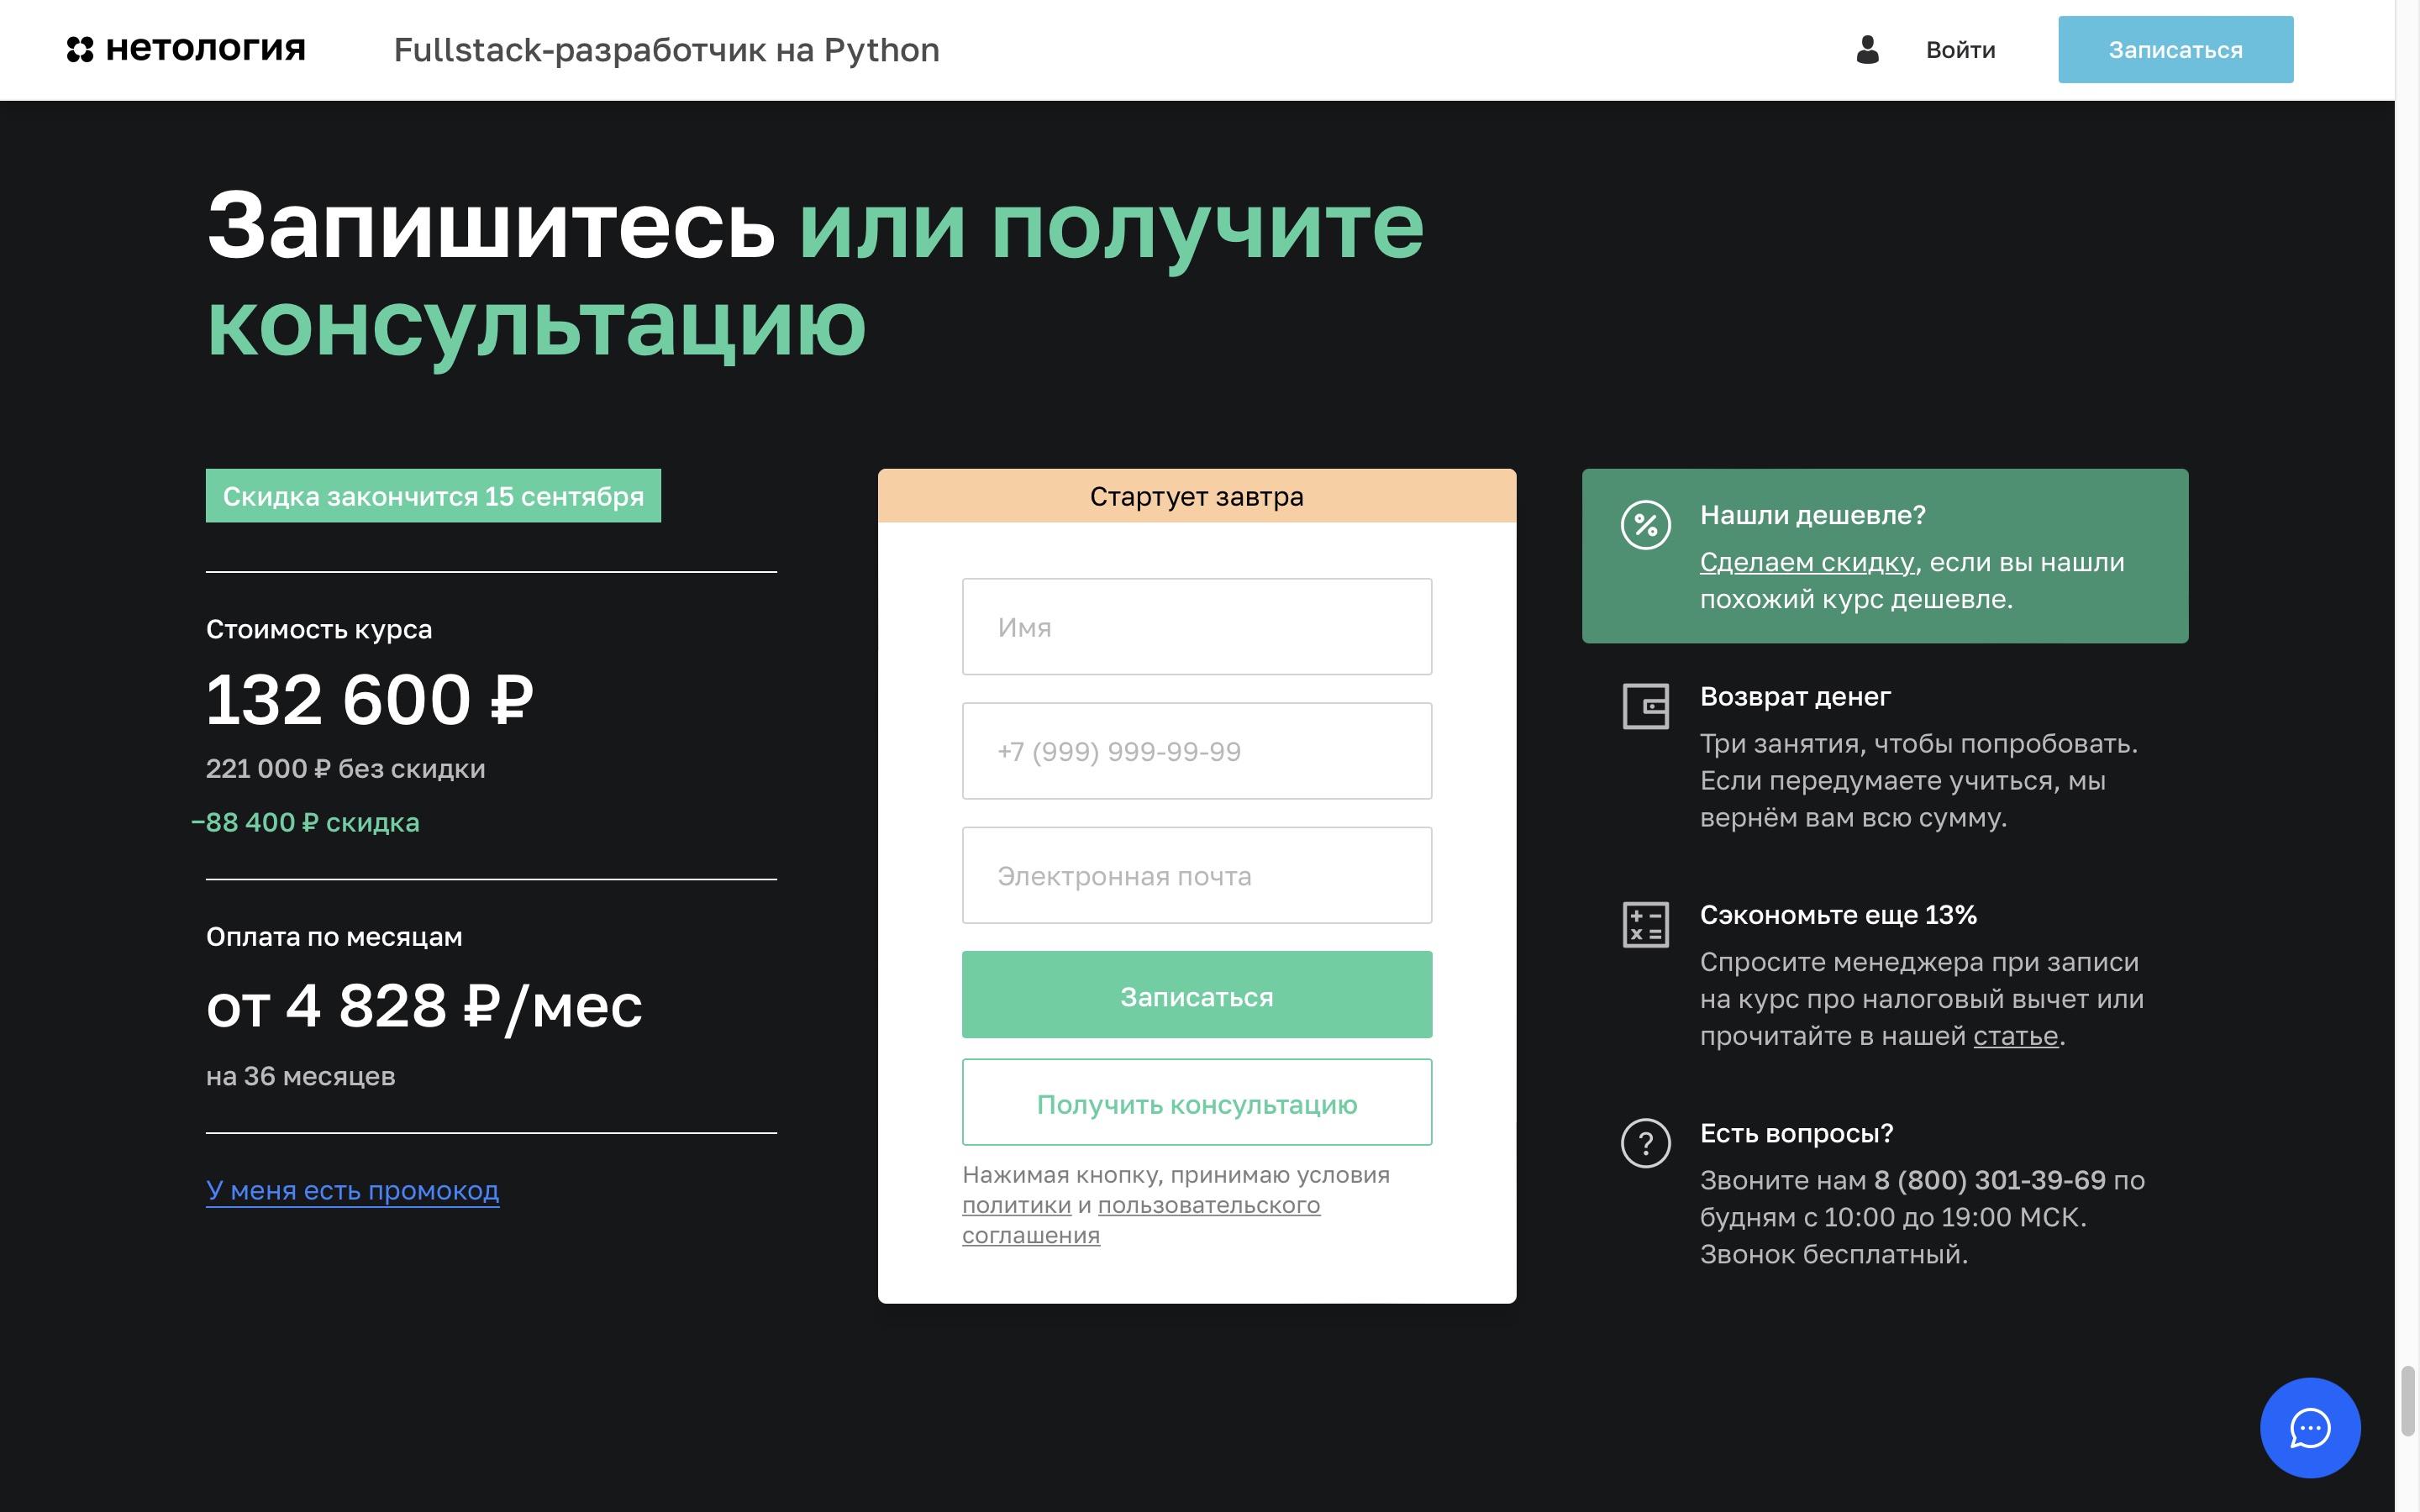 нетология
Fullstack-разработчик на Python
Войти
Записаться
Запишитесь или получите
консультацию
Скидка закончится 15 сентября
Стоимость курса
132 600 ₽
221 000 ₽ без скидки
−88 400 ₽ скидка
Оплата по месяцам
от 4 828 ₽/мес
на 36 месяцев
У меня есть промокод
Стартует завтра
Имя
+7 (999) 999-99-99
Электронная почта
Записаться
Получить консультацию
Нажимая кнопку, принимаю условия
политики и пользовательского
соглашения
Нашли дешевле?
Сделаем скидку, если вы нашли
похожий курс дешевле.
Возврат денег
Три занятия, чтобы попробовать.
Если передумаете учиться, мы
вернём вам всю сумму.
Сэкономьте еще 13%
Спросите менеджера при записи
на курс про налоговый вычет или
прочитайте в нашей статье.
Есть вопросы?
Звоните нам 8 (800) 301-39-69 по
будням с 10:00 до 19:00 МСК.
Звонок бесплатный.